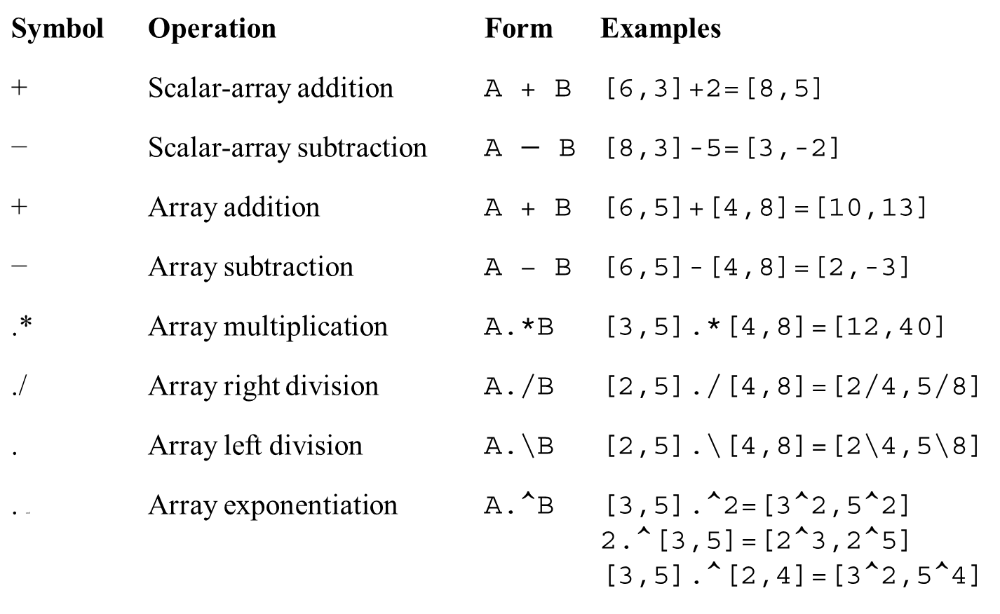 Symbol Operation Form Examples
+ Scalar-array addition A + B [6,3]+2=[8,5]
− Scalar-array subtraction A − B [8,3]-5=[3,-2]
+ Array addition A + B [6,5]+[4,8]=[10,13]
− Array subtraction A - B [6,5]-[4,8]=[2,-3]
.* Array multiplication A.*B [3,5].*[4,8]=[12,40]
./ Array right division A./B [2,5]./[4,8]=[2/4,5/8]
. Array left division A.\B [2,5].\[4,8]=[2\4,5\8]
. Array exponentiation A.^B [3,5].^2=[3^2,5^2]
2.^[3,5]=[2^3,2^5]
[3,5].^[2,4]=[3^2,5^4]